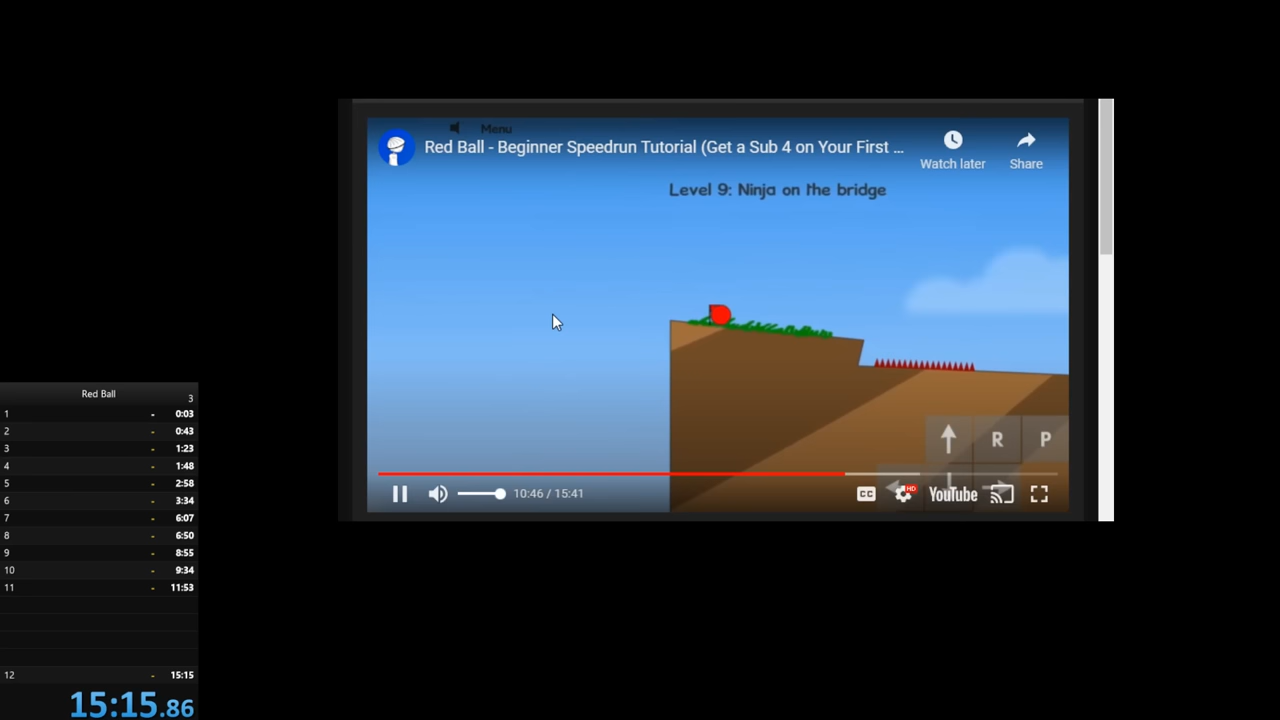 Menu
Red Ball - Beginner Speedrun Tutorial (Get a Sub 4 on Your First ...
Watch later
Share
Level 9: Ninja on the bridge
R
P
10:46 / 15:41
CC
HD
YouTube
Red Ball 3
1 - 0:03
2 - 0:43
3 - 1:23
4 - 1:48
5 - 2:58
6 - 3:34
7 - 6:07
8 - 6:50
9 - 8:55
10 - 9:34
11 - 11:53
12 - 15:15
15:15.86